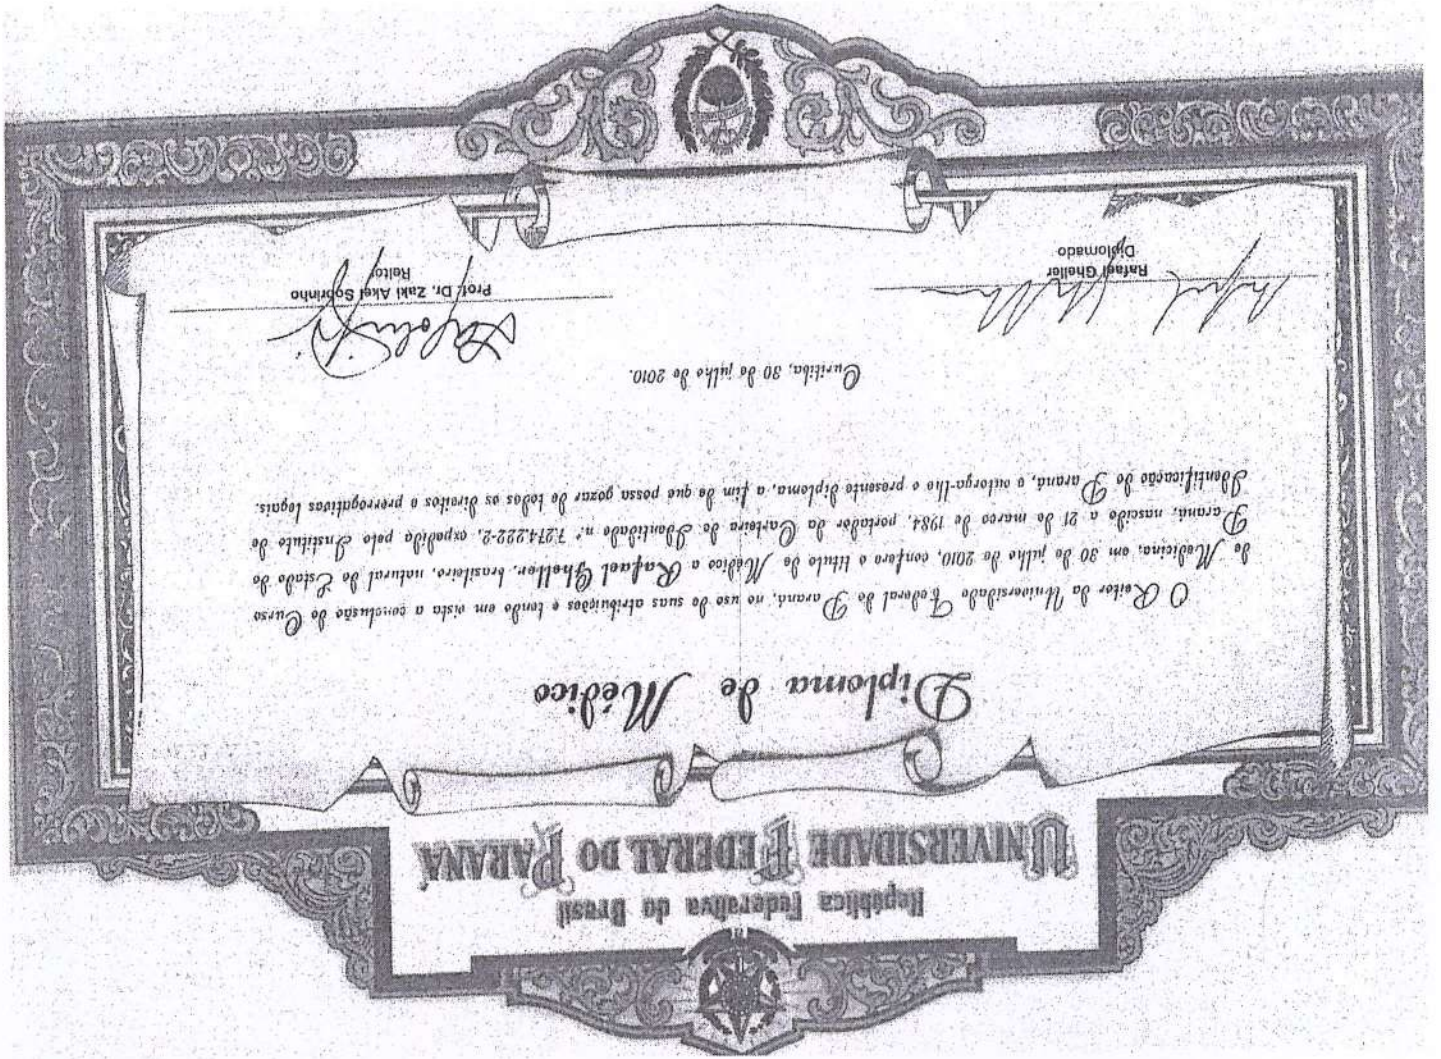 República Federativa do Brasil
UNIVERSIDADE FEDERAL DO PARANÁ
Diploma de Médico
O Reitor da Universidade Federal do Paraná, no uso de suas atribuições e tendo em vista a conclusão do Curso
de Medicina, em 30 de julho de 2010, confere o título de Médico a Rafael Gheller, brasileiro, natural do Estado do
Paraná, nascido a 21 de março de 1984, portador da Carteira de Identidade n.º 7.274.222-2, expedida pelo Instituto de
Identificação do Paraná, e outorga-lhe o presente diploma, a fim de que possa gozar de todos os direitos e prerrogativas legais.
Curitiba, 30 de julho de 2010.
Rafael Gheller
Diplomado
Prof. Dr. Zaki Akel Sobrinho
Reitor